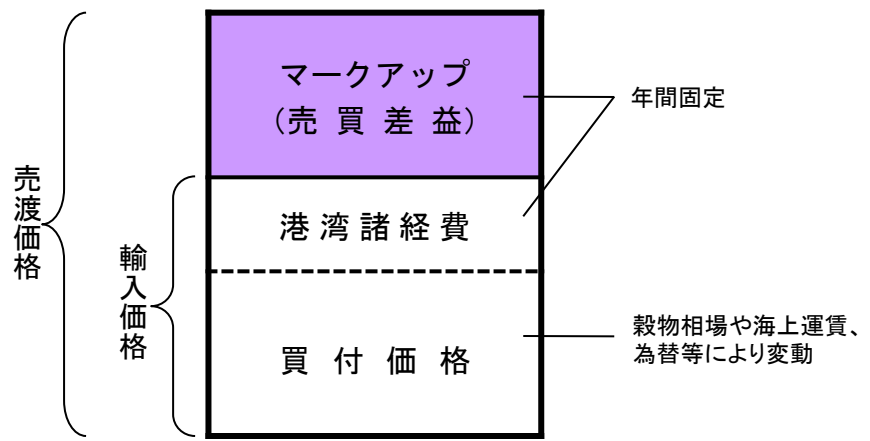 売渡価格
輸入価格
マークアップ
（売買差益）
港湾諸経費
買付価格
年間固定
穀物相場や海上運賃、
為替等により変動